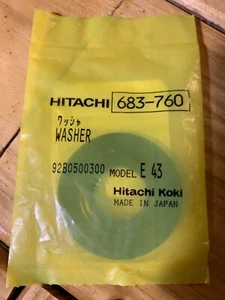 HITACHI 683-760
ワッシャ
WASHER
92B0500300 MODEL E 43
Hitachi Koki
MADE IN JAPAN